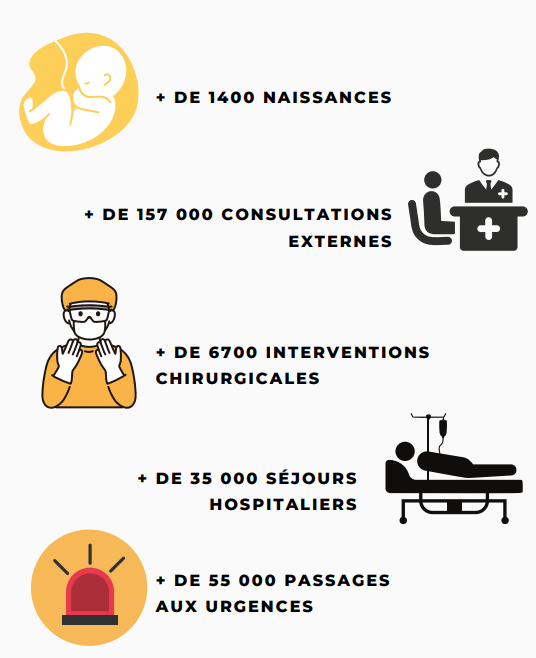 + DE 1400 NAISSANCES
+ DE 157 000 CONSULTATIONS
EXTERNES
+ DE 6700 INTERVENTIONS
CHIRURGICALES
+ DE 35 000 SÉJOURS
HOSPITALIERS
+ DE 55 000 PASSAGES
AUX URGENCES